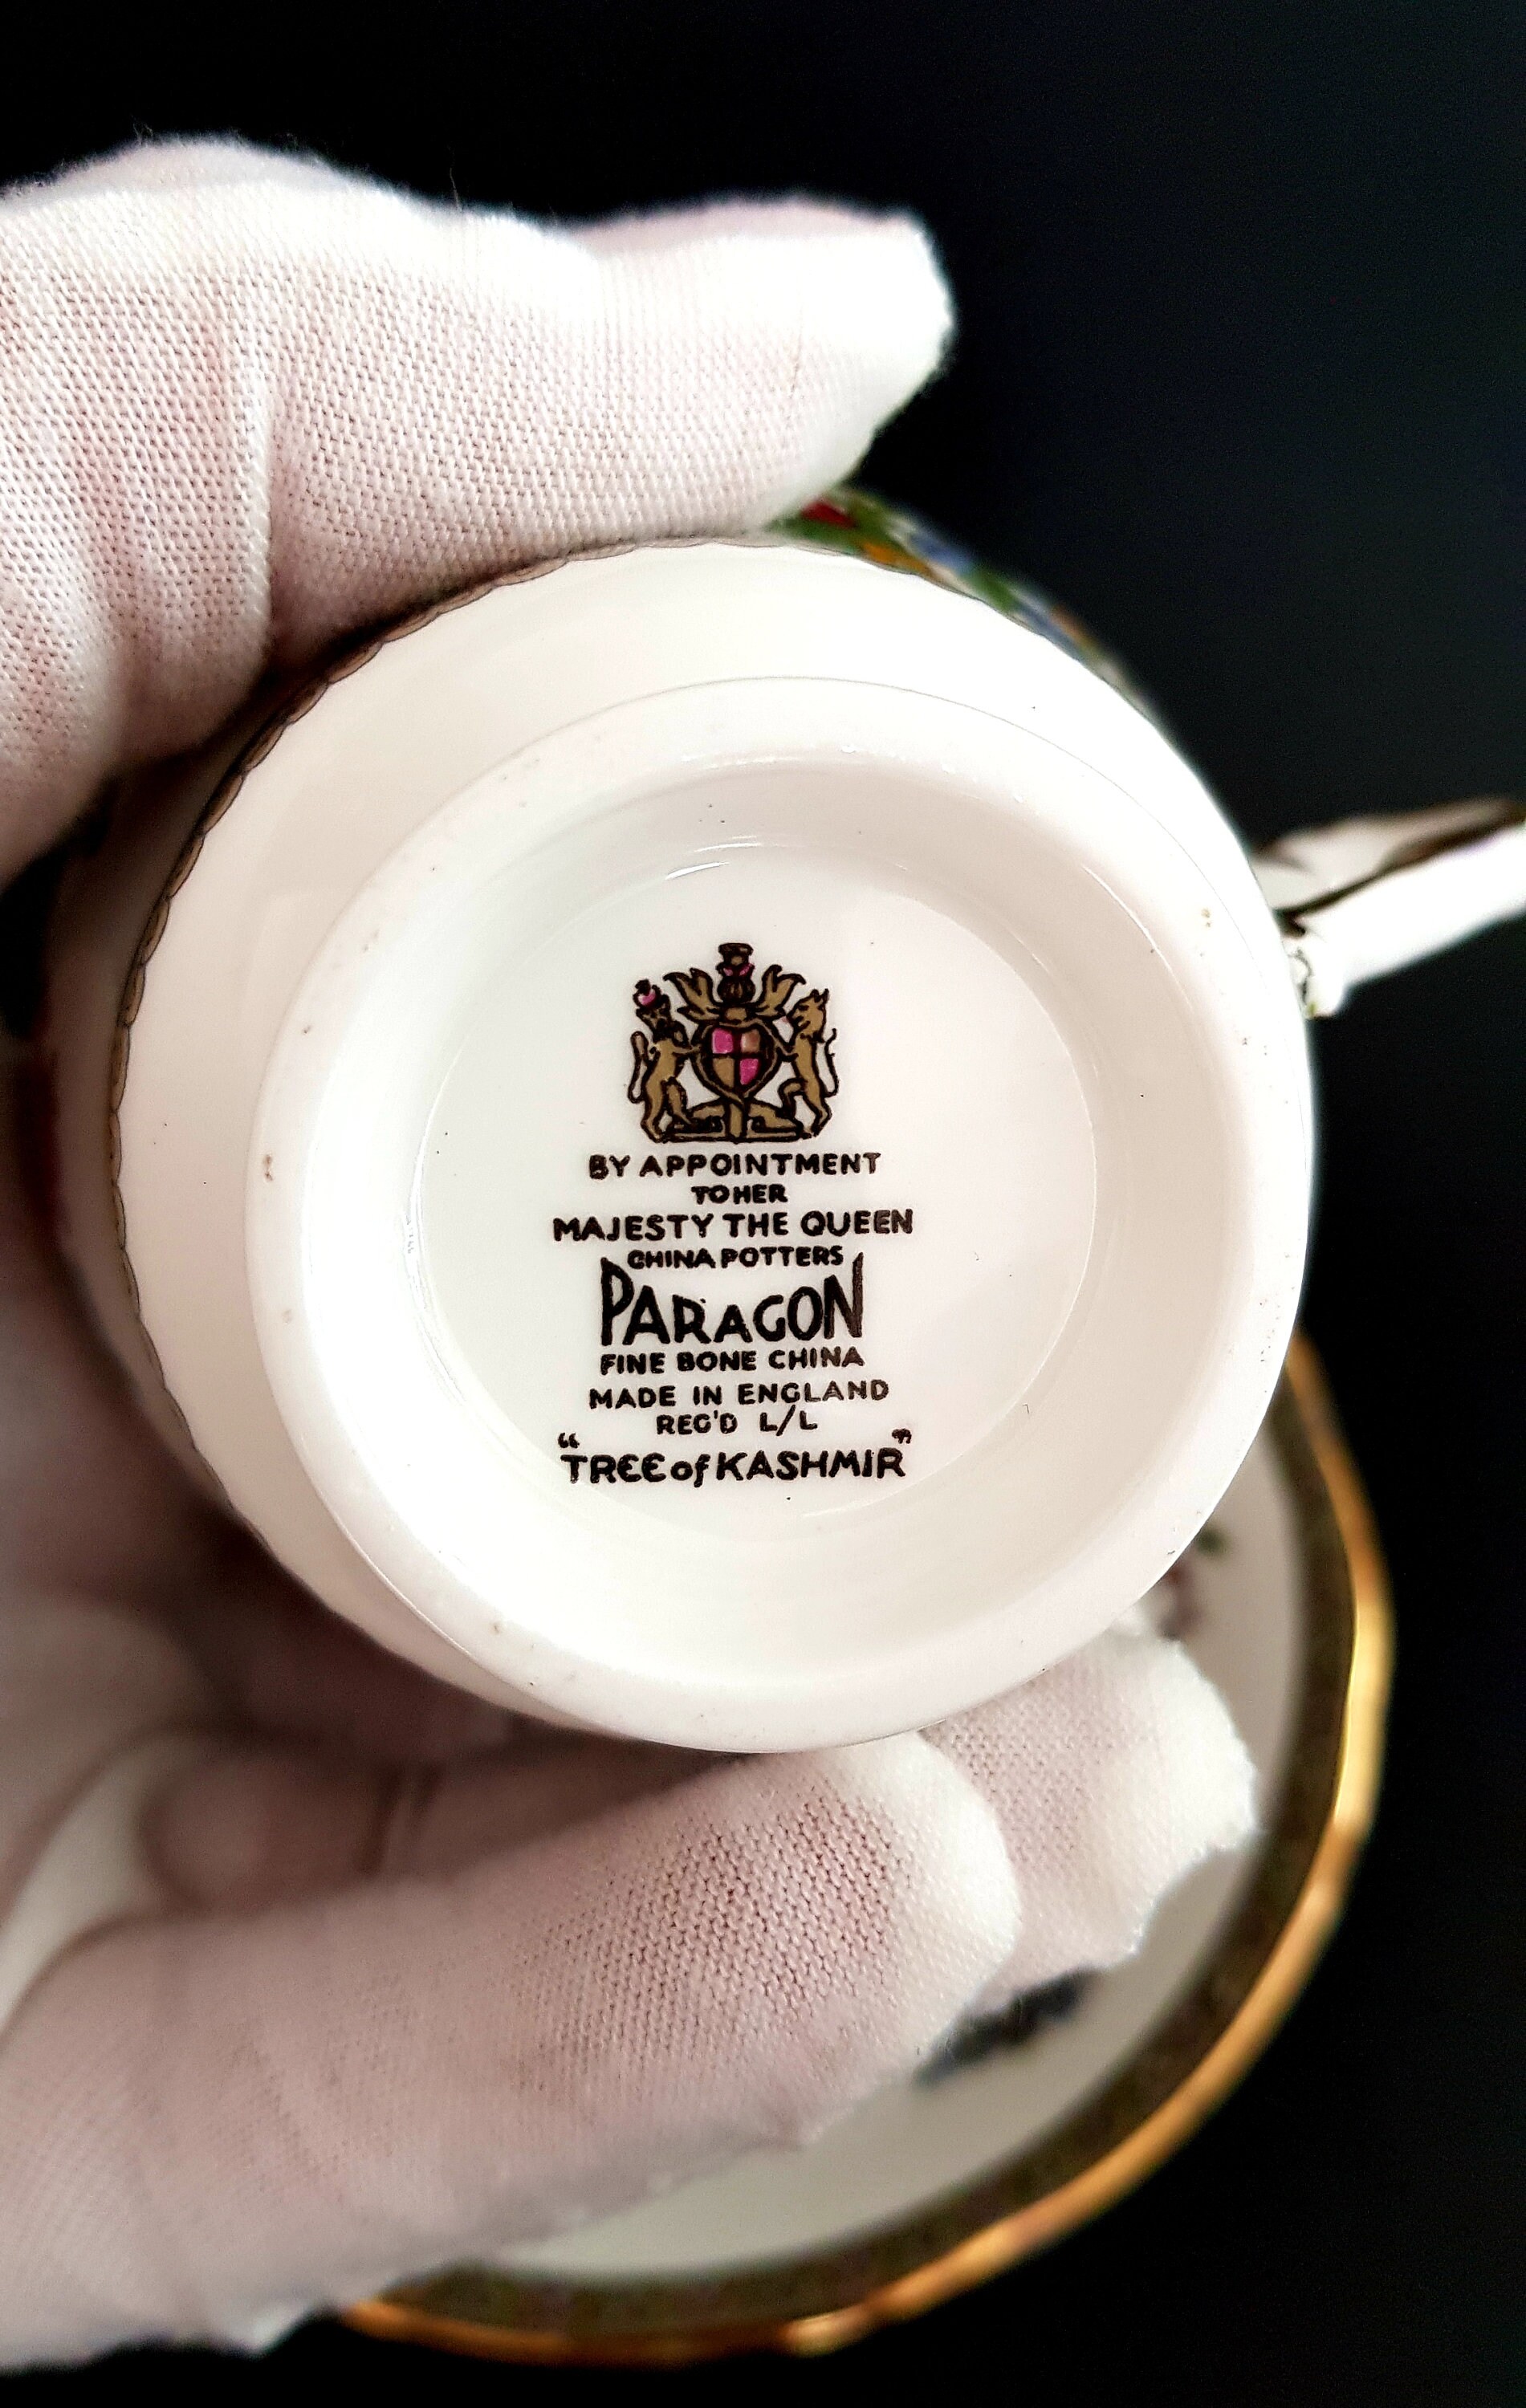 BY APPOINTMENT
TO HER
MAJESTY THE QUEEN
CHINA POTTERS
PARAGON
FINE BONE CHINA
MADE IN ENGLAND
REG'D L/L
“TREE of KASHMIR”